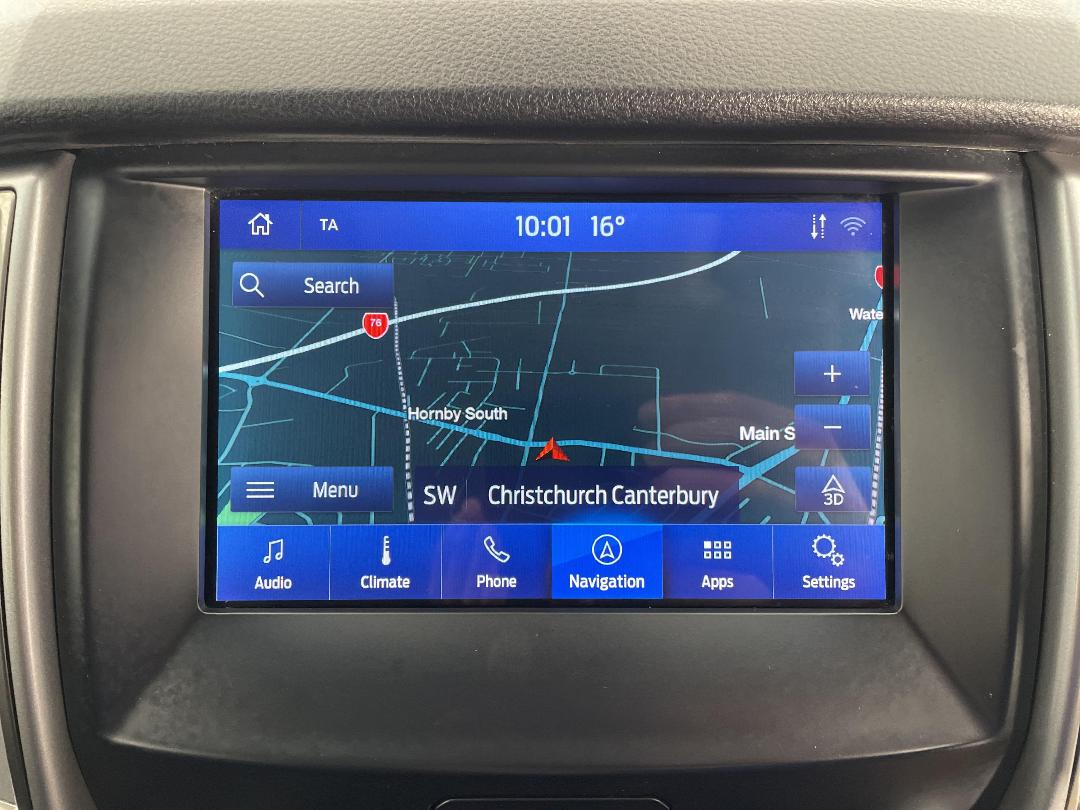 TA
10:01 16°
Search
76
Wate
+
Hornby South
−
Main S
Menu
SW Christchurch Canterbury
3D
Audio
Climate
Phone
Navigation
Apps
Settings